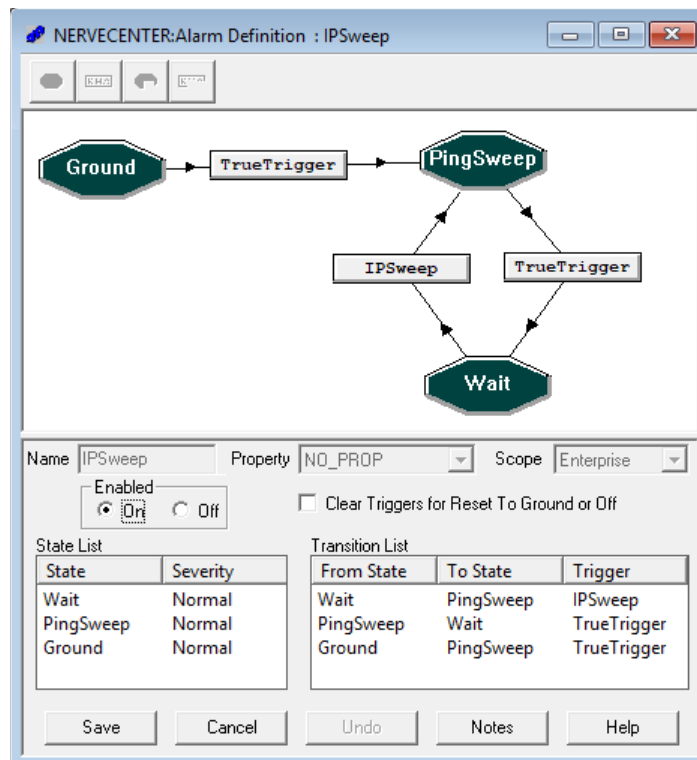 NERVECENTER:Alarm Definition : IPSweep
Ground
TrueTrigger
PingSweep
IPSweep
TrueTrigger
Wait
Name IPSweep Property NO_PROP Scope Enterprise
Enabled
On Off Clear Triggers for Reset To Ground or Off
State List Transition List
State Severity From State To State Trigger
Wait Normal Wait PingSweep IPSweep
PingSweep Normal PingSweep Wait TrueTrigger
Ground Normal Ground PingSweep TrueTrigger
Save Cancel Undo Notes Help